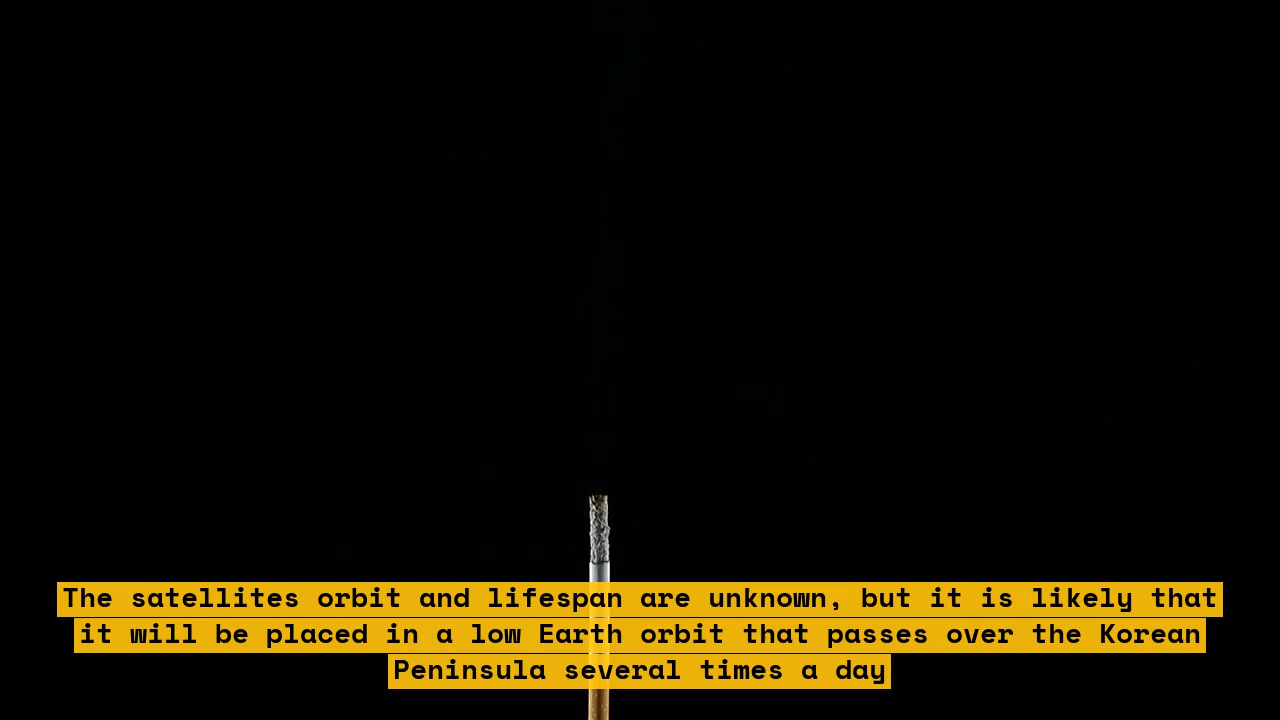 The satellites orbit and lifespan are unknown, but it is likely that
it will be placed in a low Earth orbit that passes over the Korean
Peninsula several times a day